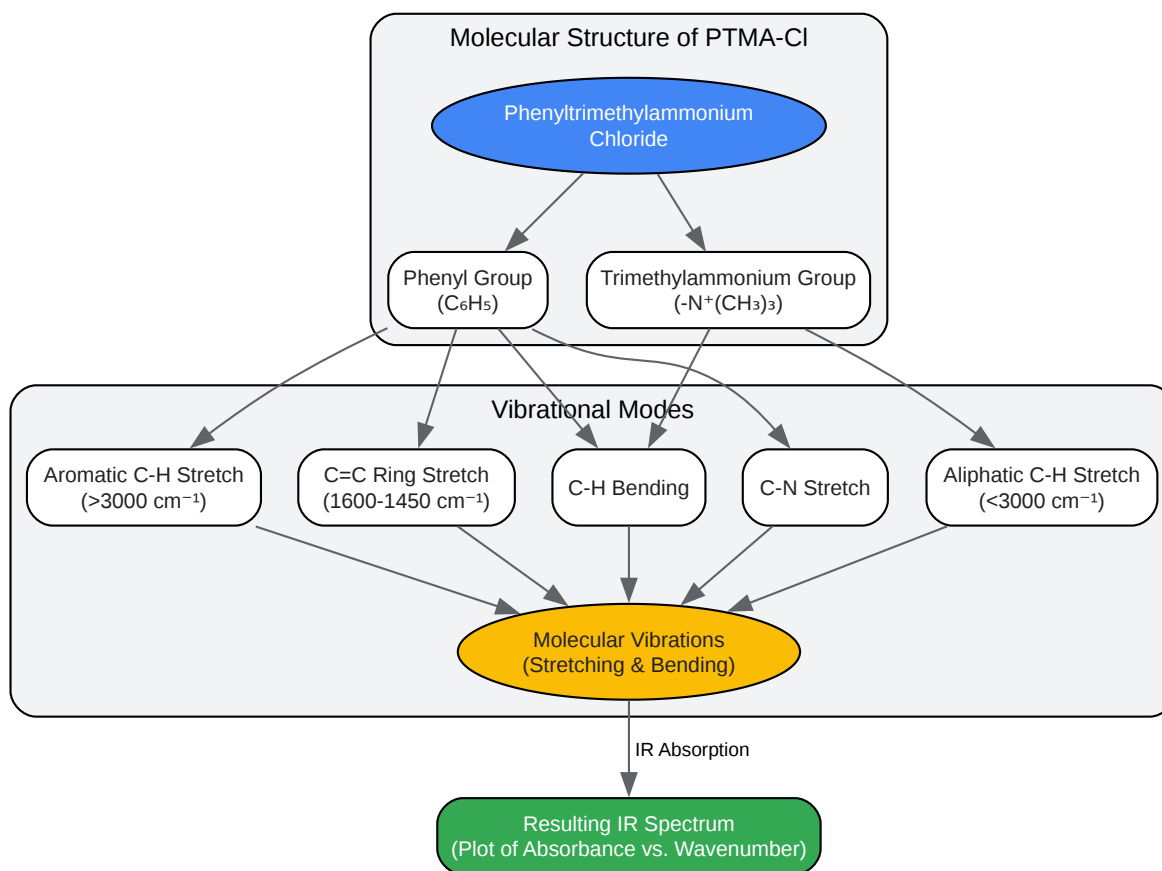 Molecular Structure of PTMA-Cl
Phenyltrimethylammonium
Chloride
Phenyl Group
(C₆H₅)
Trimethylammonium Group
(-N⁺(CH₃)₃)
Vibrational Modes
Aromatic C-H Stretch
(>3000 cm⁻¹)
C=C Ring Stretch
(1600-1450 cm⁻¹)
C-H Bending
C-N Stretch
Aliphatic C-H Stretch
(<3000 cm⁻¹)
Molecular Vibrations
(Stretching & Bending)
IR Absorption
Resulting IR Spectrum
(Plot of Absorbance vs. Wavenumber)